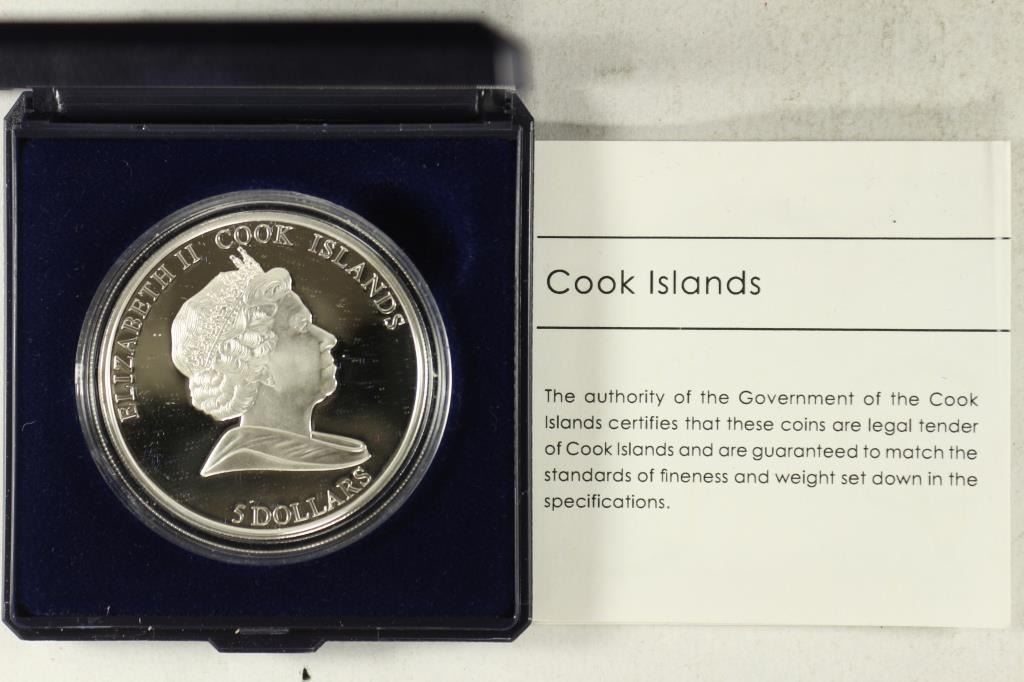 ELIZABETH II COOK ISLANDS
5 DOLLARS
Cook Islands
The authority of the Government of the Cook
Islands certifies that these coins are legal tender
of Cook Islands and are guaranteed to match the
standards of fineness and weight set down in the
specifications.